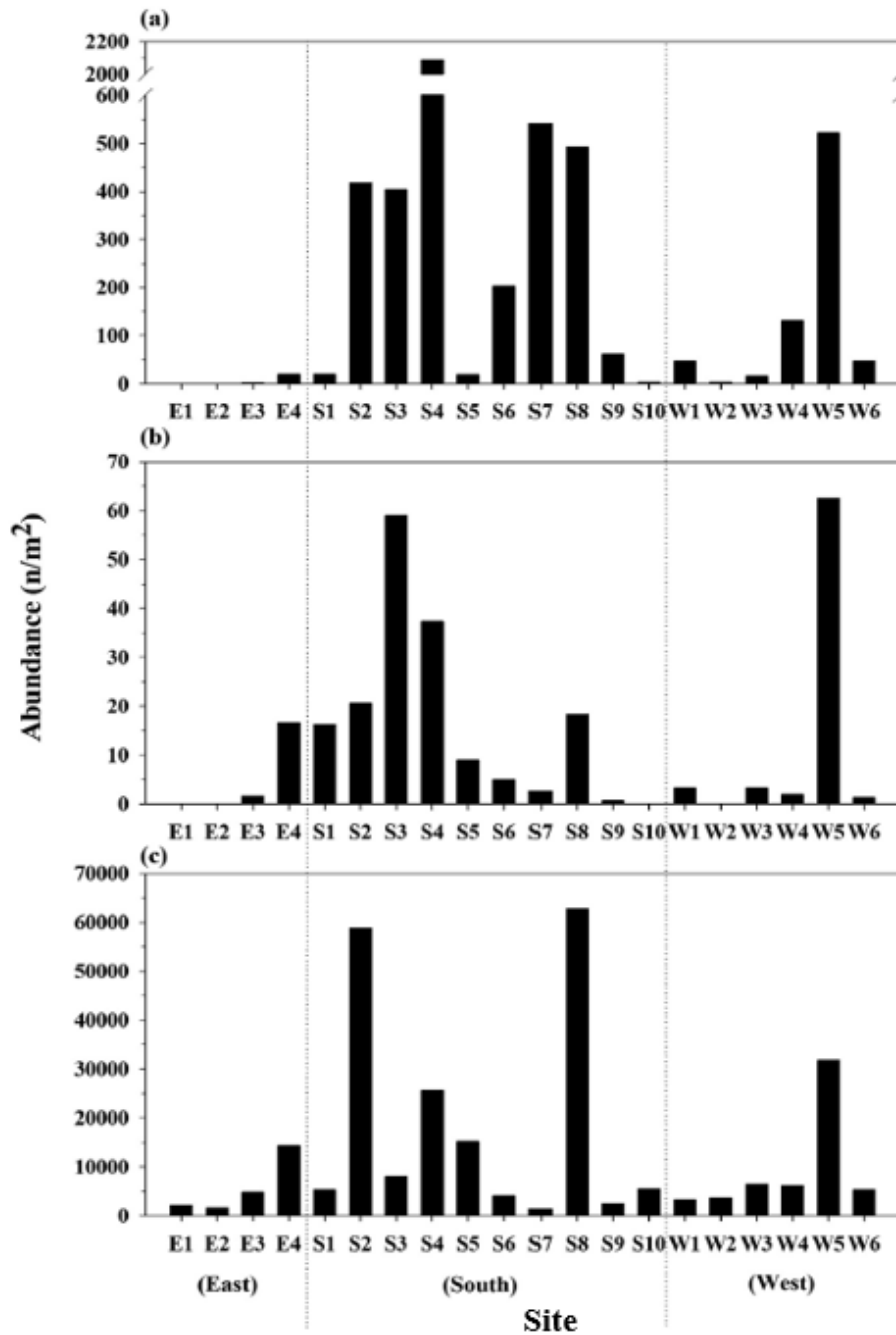 (a)
2200
2000
600
500
400
300
200
100
0
E1 E2 E3 E4 S1 S2 S3 S4 S5 S6 S7 S8 S9 S10 W1 W2 W3 W4 W5 W6
(b)
70
60
50
40
30
20
10
0
E1 E2 E3 E4 S1 S2 S3 S4 S5 S6 S7 S8 S9 S10 W1 W2 W3 W4 W5 W6
Abundance (n/m²)
(c)
70000
60000
50000
40000
30000
20000
10000
0
E1 E2 E3 E4 S1 S2 S3 S4 S5 S6 S7 S8 S9 S10 W1 W2 W3 W4 W5 W6
(East) (South) (West)
Site